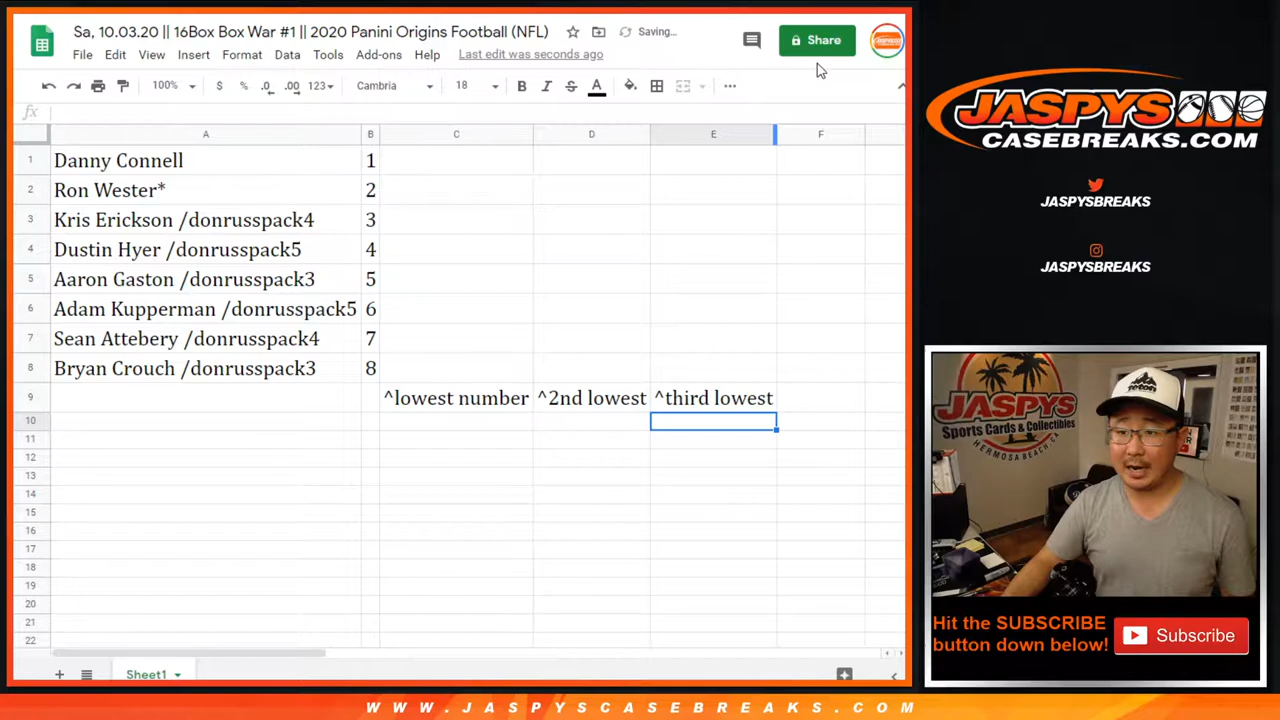 Sa, 10.03.20 || 16Box Box War #1 || 2020 Panini Origins Football (NFL)
Saving...
Share
File Edit View Insert Format Data Tools Add-ons Help Last edit was seconds ago
100% $ % .0 .00 123 Cambria 18 B I S A
fx
A B C D E F
1 Danny Connell 1
2 Ron Wester* 2
3 Kris Erickson /donrusspack4 3
4 Dustin Hyer /donrusspack5 4
5 Aaron Gaston /donrusspack3 5
6 Adam Kupperman /donrusspack5 6
7 Sean Attebery /donrusspack4 7
8 Bryan Crouch /donrusspack3 8
9 ^lowest number ^2nd lowest ^third lowest
10
11
12
13
14
15
16
17
18
19
20
21
22
Sheet1
JASPYS
CASEBREAKS.COM
JASPYSBREAKS
JASPYSBREAKS
JASPYS
Sports Cards & Collectibles
HERMOSA BEACH, CA
Hit the SUBSCRIBE
button down below!
Subscribe
WWW.JASPYSCASEBREAKS.COM